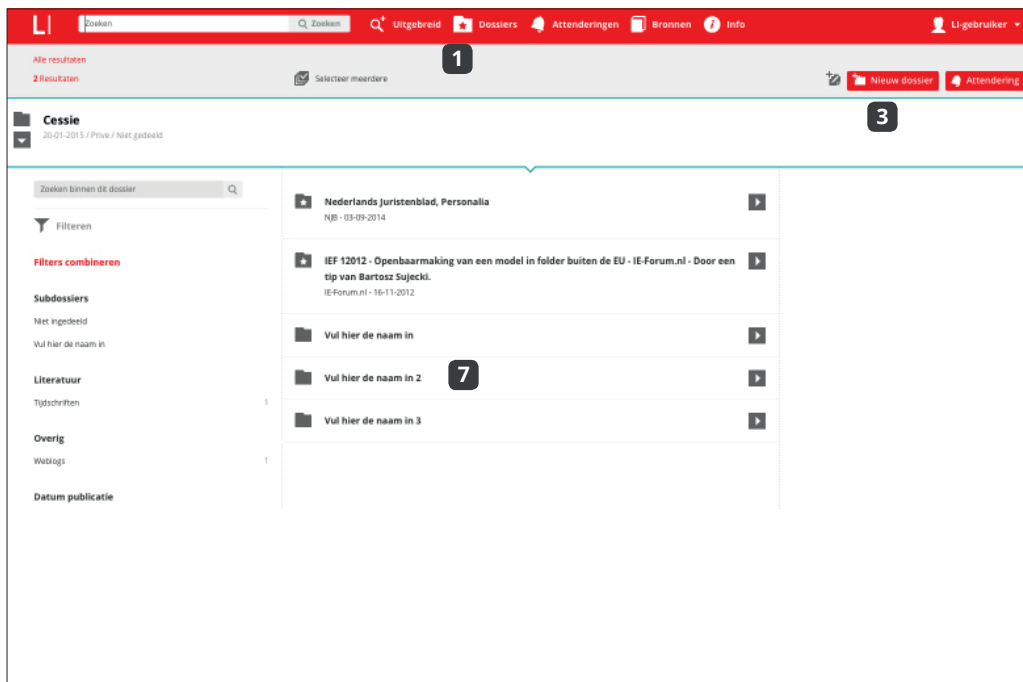 LI Zoeken Zoeken Uitgebreid Dossiers Attenderingen Bronnen Info LI-gebruiker
1
Alle resultaten
2 Resultaten Selecteer meerdere Nieuw dossier Attendering
3
Cessie
20-01-2015 / Prive / Niet gedeeld
Zoeken binnen dit dossier
Filteren
Filters combineren
Subdossiers
Niet ingedeeld
Vul hier de naam in
Literatuur
Tijdschriften 1
Overig
Weblogs 1
Datum publicatie
Nederlands Juristenblad, Personalia
NJB - 03-09-2014
IEF 12012 - Openbaarmaking van een model in folder buiten de EU - IE-Forum.nl - Door een
tip van Bartosz Sujecki.
IE-Forum.nl - 16-11-2012
Vul hier de naam in
Vul hier de naam in 2
7
Vul hier de naam in 3